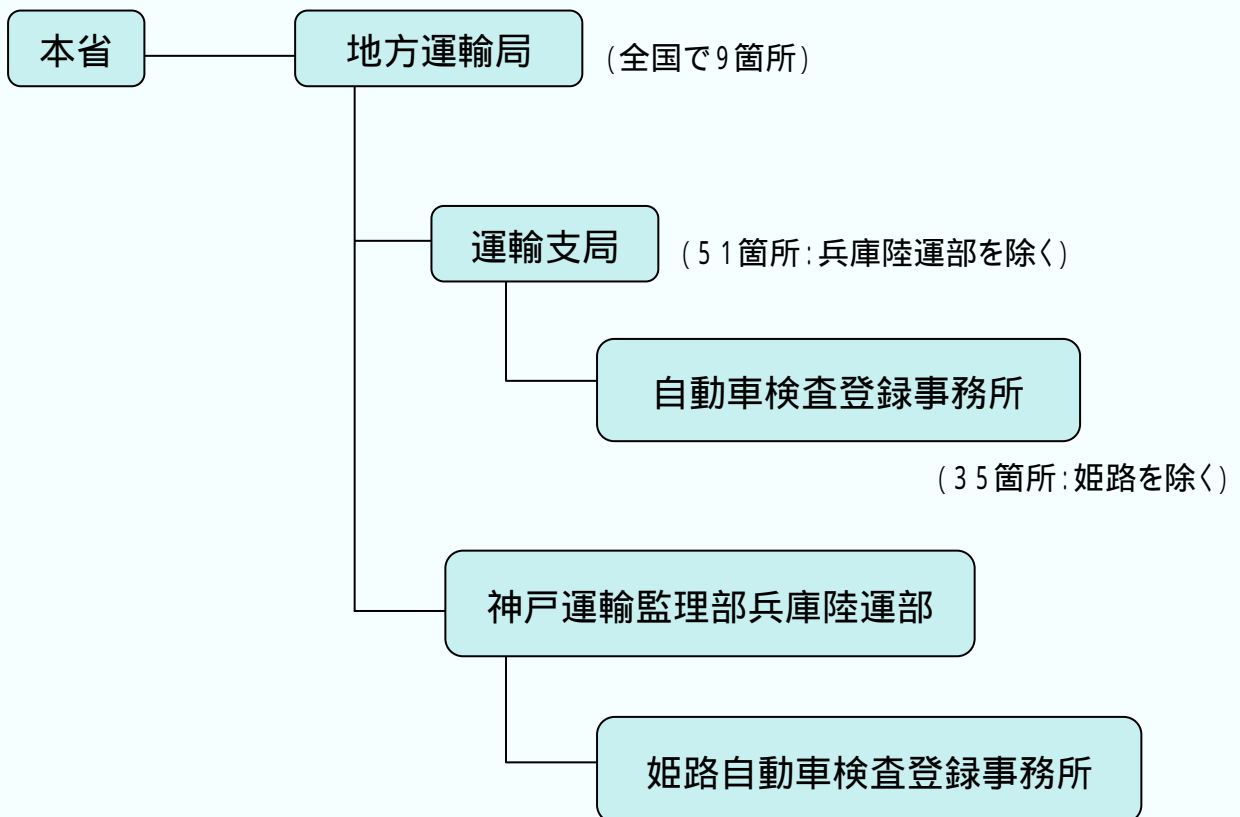 本省
地方運輸局
(全国で9箇所)
運輸支局
(51箇所:兵庫陸運部を除く)
自動車検査登録事務所
(35箇所:姫路を除く)
神戸運輸監理部兵庫陸運部
姫路自動車検査登録事務所